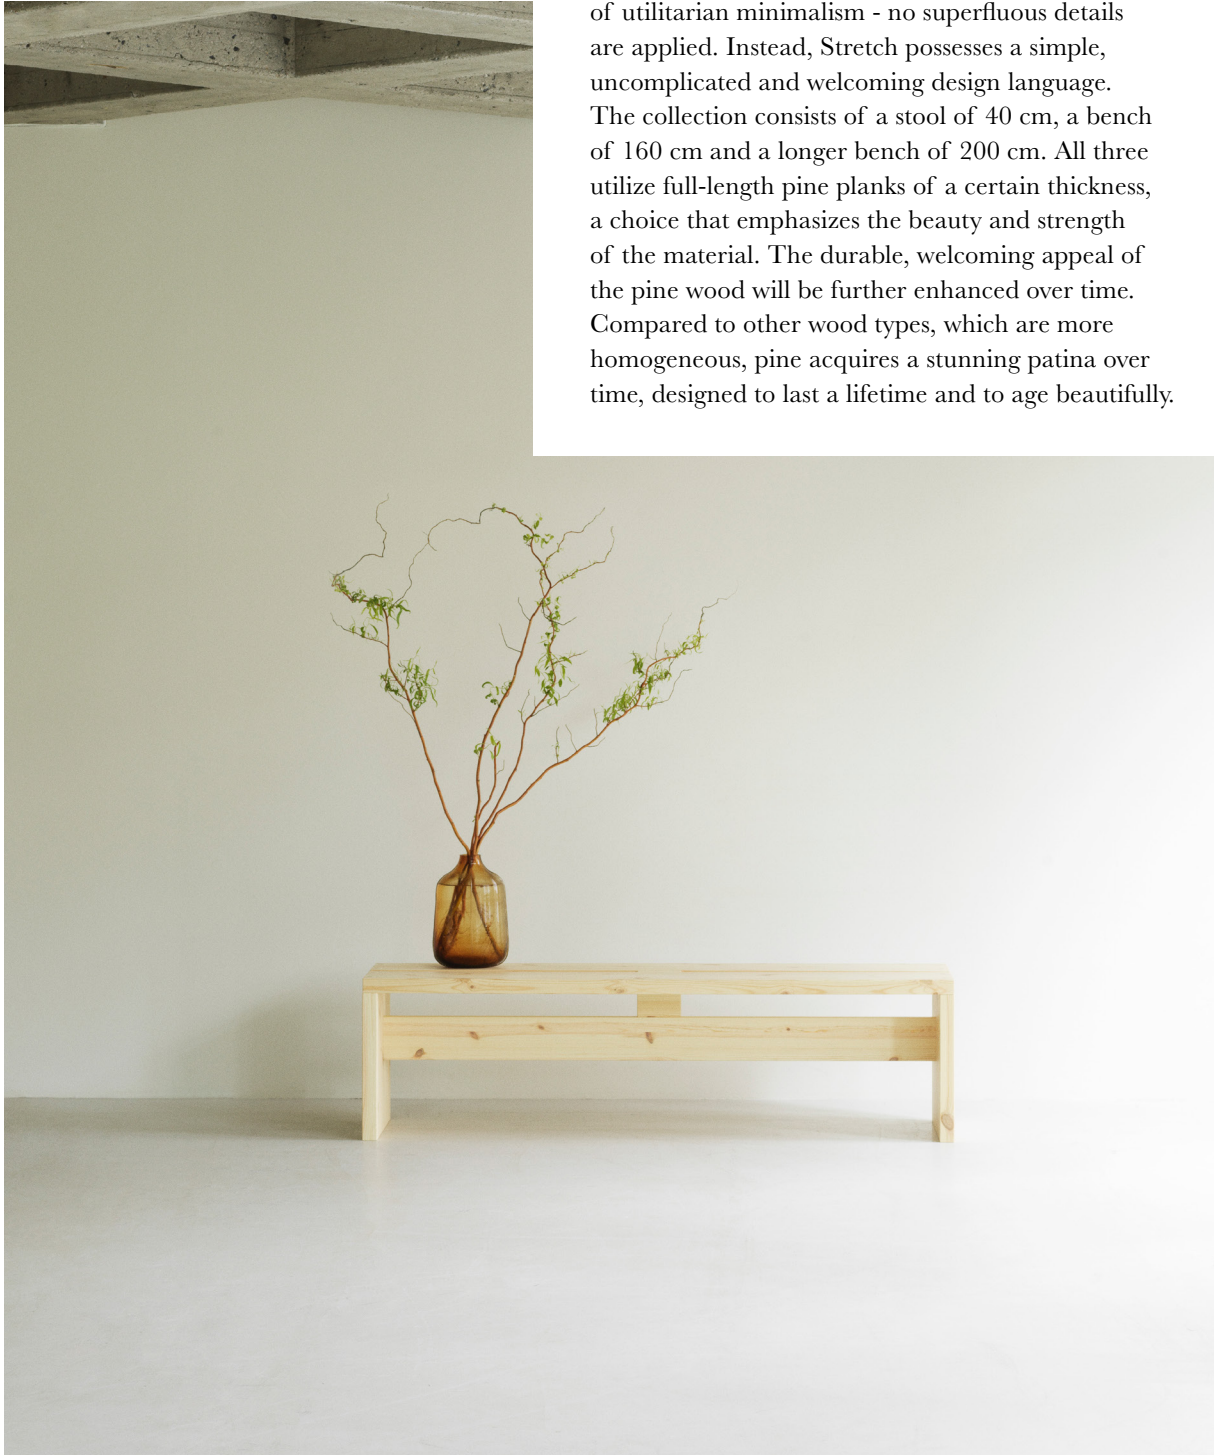 of utilitarian minimalism - no superfluous details
are applied. Instead, Stretch possesses a simple,
uncomplicated and welcoming design language.
The collection consists of a stool of 40 cm, a bench
of 160 cm and a longer bench of 200 cm. All three
utilize full-length pine planks of a certain thickness,
a choice that emphasizes the beauty and strength
of the material. The durable, welcoming appeal of
the pine wood will be further enhanced over time.
Compared to other wood types, which are more
homogeneous, pine acquires a stunning patina over
time, designed to last a lifetime and to age beautifully.